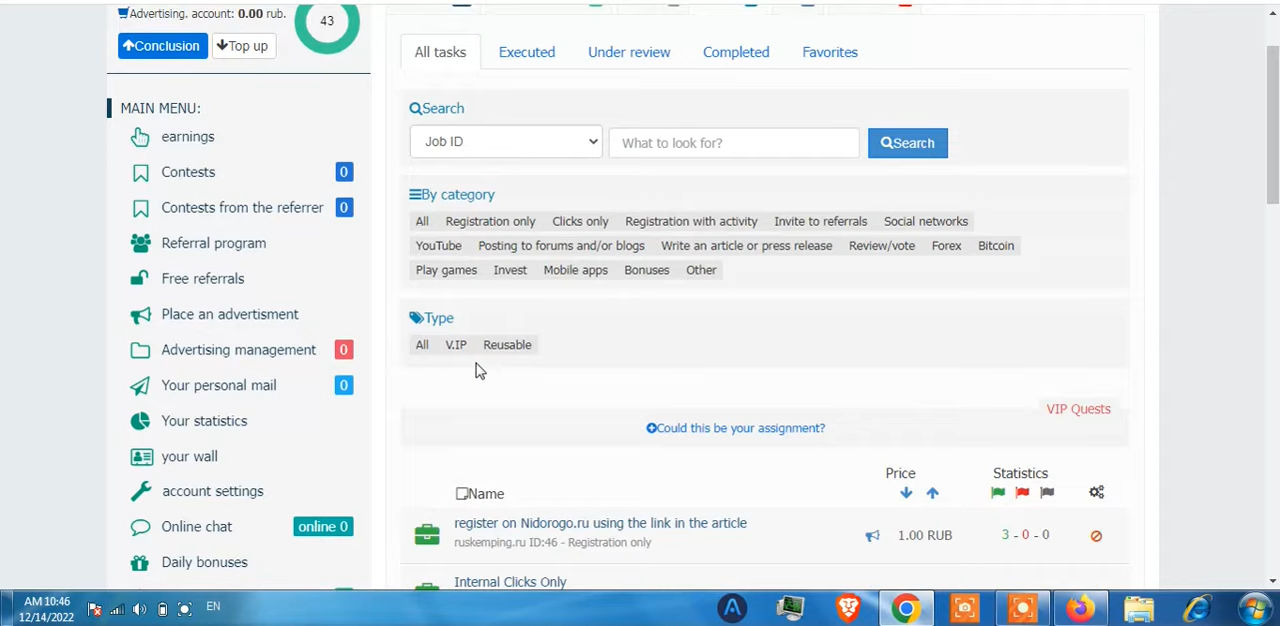 Advertising. account: 0.00 rub.
43
Conclusion Top up
All tasks Executed Under review Completed Favorites
MAIN MENU:
earnings
Contests 0
Contests from the referrer 0
Referral program
Free referrals
Place an advertisment
Advertising management 0
Your personal mail 0
Your statistics
your wall
account settings
Online chat online 0
Daily bonuses
Search
Job ID What to look for? Search
By category
All Registration only Clicks only Registration with activity Invite to referrals Social networks
YouTube Posting to forums and/or blogs Write an article or press release Review/vote Forex Bitcoin
Play games Invest Mobile apps Bonuses Other
Type
All V.IP Reusable
VIP Quests
Could this be your assignment?
Name Price Statistics
register on Nidorogo.ru using the link in the article
ruskemping.ru ID:46 - Registration only
1.00 RUB 3 - 0 - 0
Internal Clicks Only
AM 10:46
12/14/2022
EN